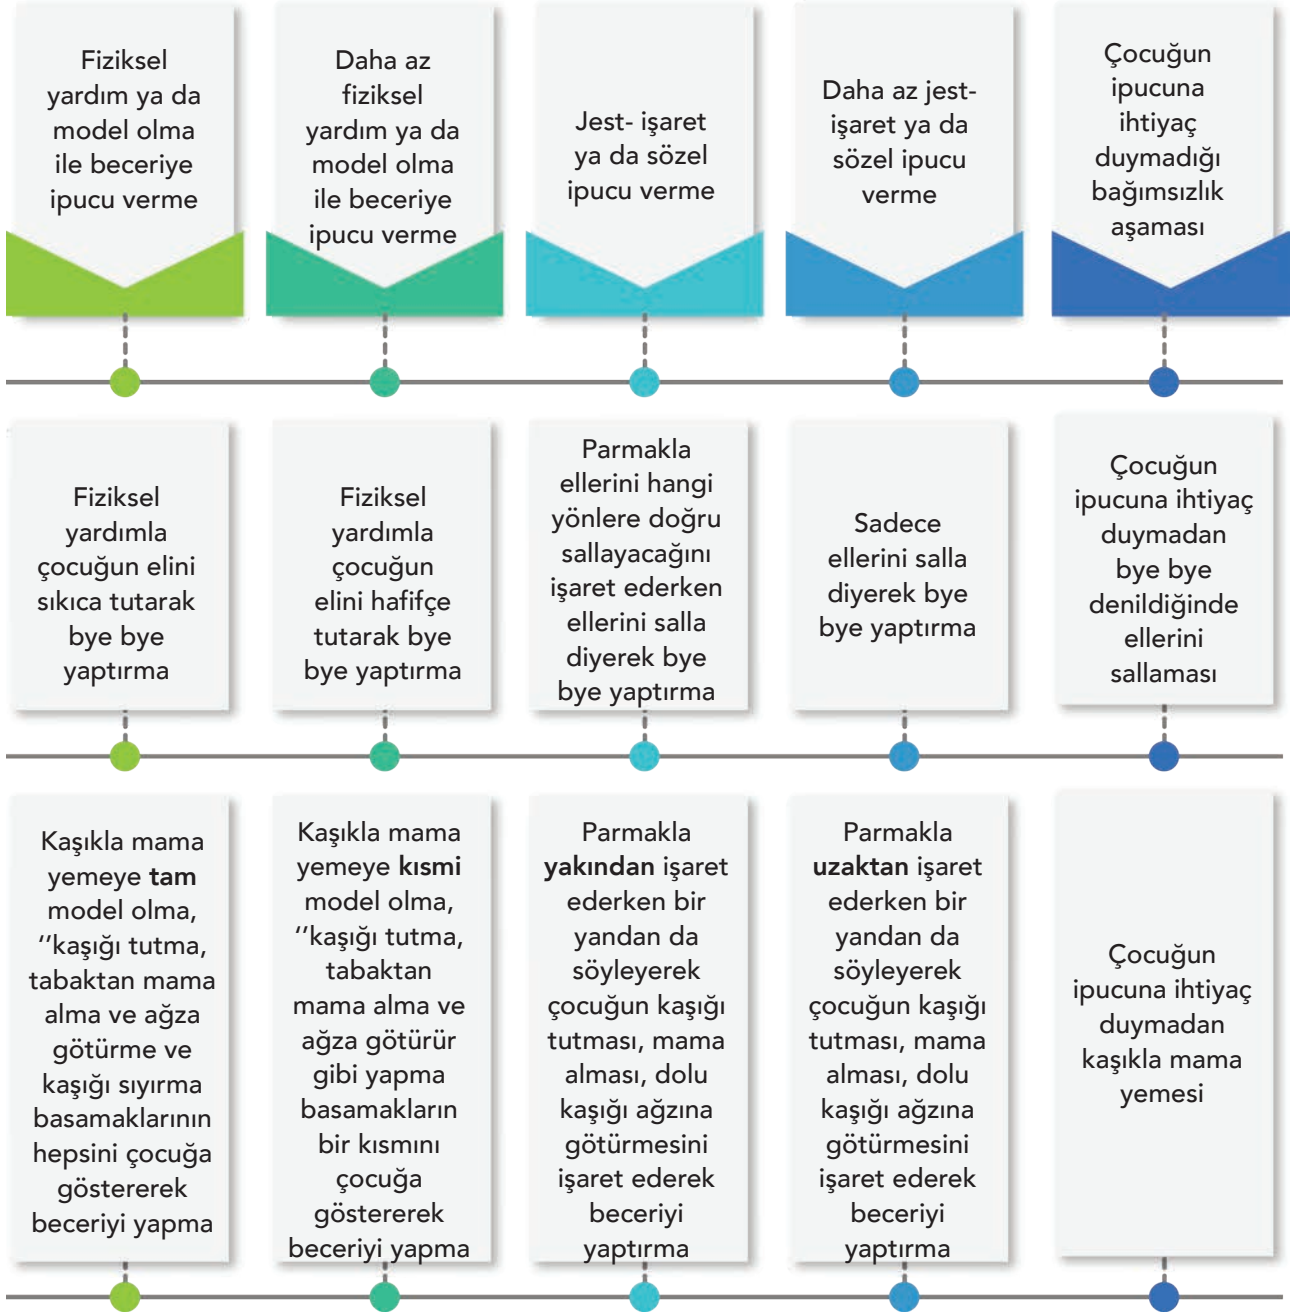 Fiziksel
yardım ya da
model olma
ile beceriye
ipucu verme
Daha az
fiziksel
yardım ya da
model olma
ile beceriye
ipucu verme
Jest- işaret
ya da sözel
ipucu verme
Daha az jest-
işaret ya da
sözel ipucu
verme
Çocuğun
ipucuna
ihtiyaç
duymadığı
bağımsızlık
aşaması
Fiziksel
yardımla
çocuğun elini
sıkıca tutarak
bye bye
yaptırma
Fiziksel
yardımla
çocuğun
elini hafifçe
tutarak bye
bye yaptırma
Parmakla
ellerini hangi
yönlere doğru
sallayacağını
işaret ederken
ellerini salla
diyerek bye
bye yaptırma
Sadece
ellerini salla
diyerek bye
bye yaptırma
Çocuğun
ipucuna ihtiyaç
duymadan
bye bye
denildiğinde
ellerini
sallaması
Kaşıkla mama
yemeye tam
model olma,
''kaşığı tutma,
tabaktan mama
alma ve ağza
götürme ve
kaşığı sıyırma
basamaklarının
hepsini çocuğa
göstererek
beceriyi yapma
Kaşıkla mama
yemeye kısmi
model olma,
''kaşığı tutma,
tabaktan
mama alma ve
ağza götürür
gibi yapma
basamakların
bir kısmını
çocuğa
göstererek
beceriyi yapma
Parmakla
yakından işaret
ederken bir
yandan da
söyleyerek
çocuğun kaşığı
tutması, mama
alması, dolu
kaşığı ağzına
götürmesini
işaret ederek
beceriyi
yaptırma
Parmakla
uzaktan işaret
ederken bir
yandan da
söyleyerek
çocuğun kaşığı
tutması, mama
alması, dolu
kaşığı ağzına
götürmesini
işaret ederek
beceriyi
yaptırma
Çocuğun
ipucuna ihtiyaç
duymadan
kaşıkla mama
yemesi